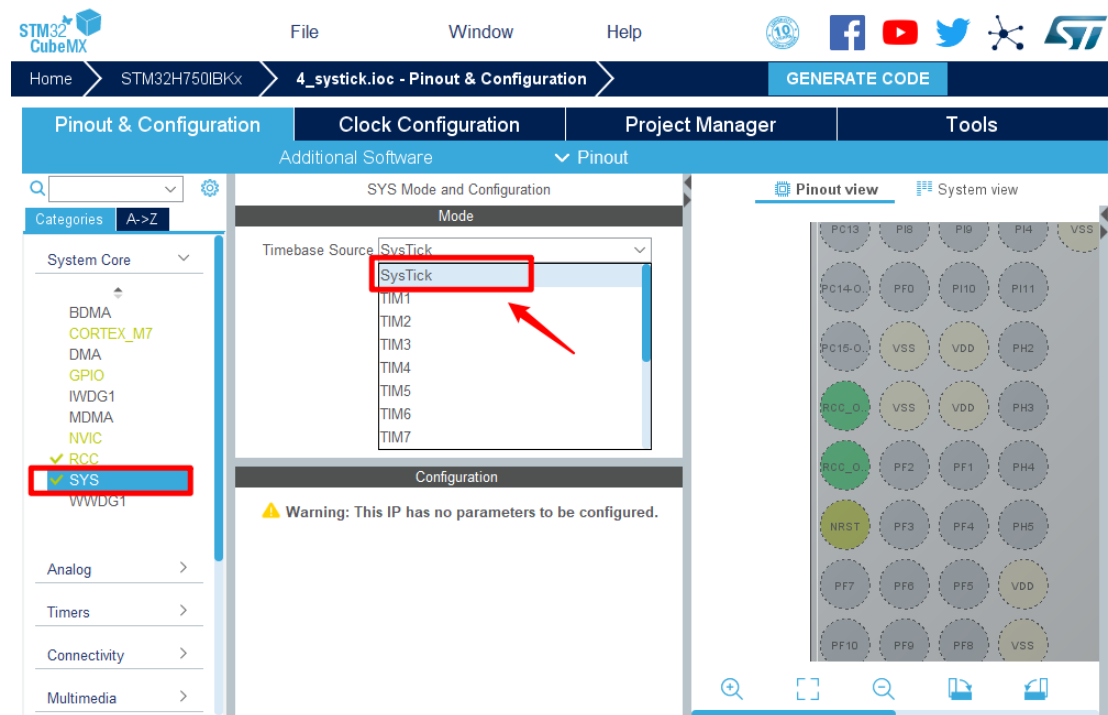 STM32
CubeMX
File Window Help
10
Home STM32H750IBKx 4_systick.ioc - Pinout & Configuration GENERATE CODE
Pinout & Configuration Clock Configuration Project Manager Tools
Additional Software Pinout
SYS Mode and Configuration
Mode
Timebase Source SysTick
SysTick
TIM1
TIM2
TIM3
TIM4
TIM5
TIM6
TIM7
Configuration
Warning: This IP has no parameters to be configured.
Categories A->Z
System Core
BDMA
CORTEX_M7
DMA
GPIO
IWDG1
MDMA
NVIC
RCC
SYS
WWDG1
Analog
Timers
Connectivity
Multimedia
Pinout view System view
PC13 PI8 PI9 PI4 VSS
PC14-O.. PF0 PI10 PI11
PC15-O.. VSS VDD PH2
RCC_O.. VSS VDD PH3
RCC_O.. PF2 PF1 PH4
NRST PF3 PF4 PH5
PF7 PF6 PF5 VDD
PF10 PF9 PF8 VSS